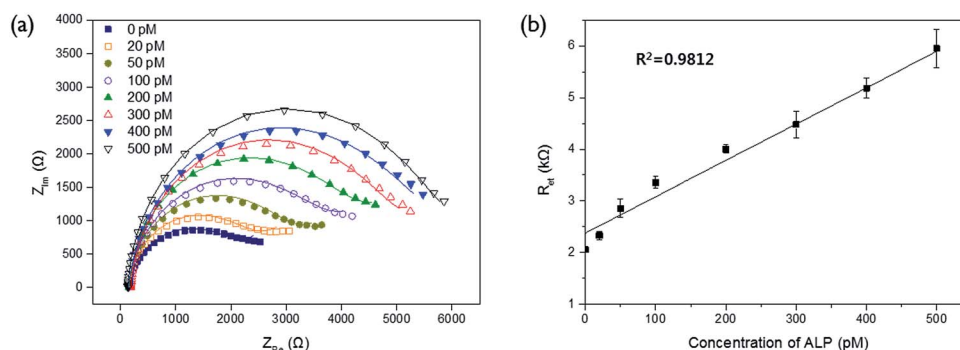 (a)
4000
3500
3000
2500
2000
1500
1000
500
0
Z_Im (Ω)
0 pM
20 pM
50 pM
100 pM
200 pM
300 pM
400 pM
500 pM
0 1000 2000 3000 4000 5000 6000
Z_Re (Ω)
(b)
6
5
4
3
2
1
R_et (kΩ)
R²=0.9812
0 100 200 300 400 500
Concentration of ALP (pM)